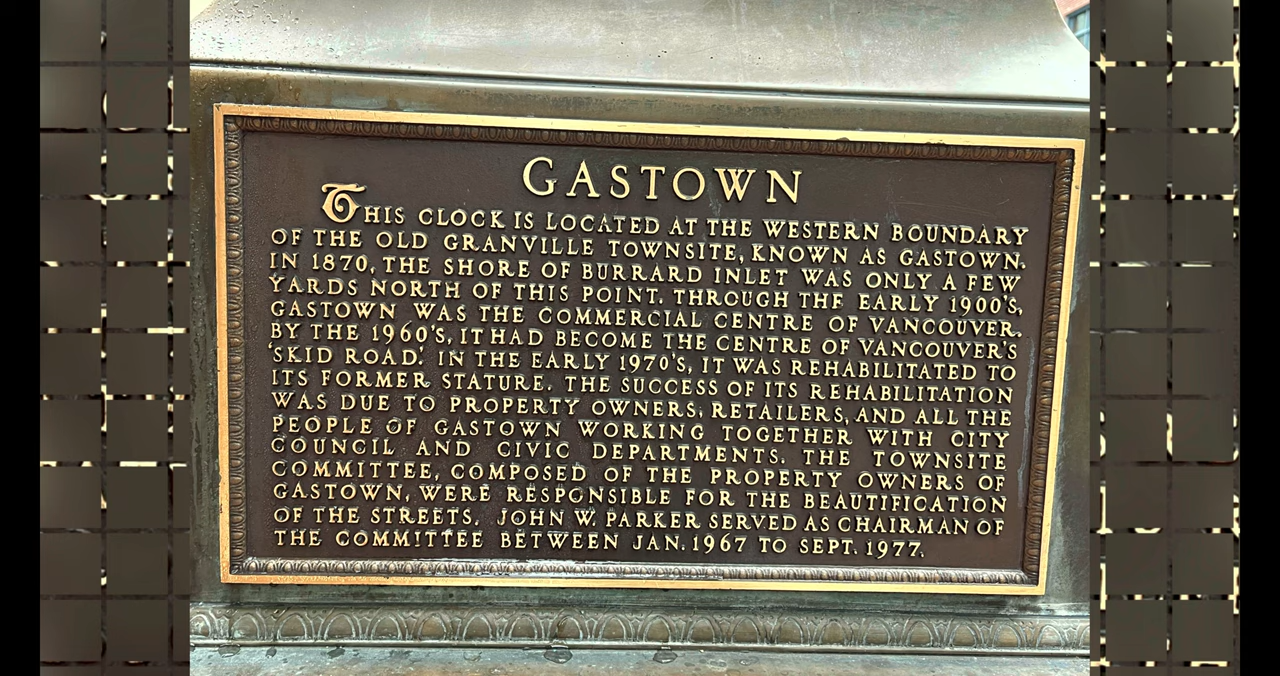 GASTOWN
THIS CLOCK IS LOCATED AT THE WESTERN BOUNDARY
OF THE OLD GRANVILLE TOWNSITE, KNOWN AS GASTOWN.
IN 1870, THE SHORE OF BURRARD INLET WAS ONLY A FEW
YARDS NORTH OF THIS POINT. THROUGH THE EARLY 1900'S,
GASTOWN WAS THE COMMERCIAL CENTRE OF VANCOUVER.
BY THE 1960'S, IT HAD BECOME THE CENTRE OF VANCOUVER'S
'SKID ROAD'. IN THE EARLY 1970'S, IT WAS REHABILITATED TO
ITS FORMER STATURE. THE SUCCESS OF ITS REHABILITATION
WAS DUE TO PROPERTY OWNERS, RETAILERS, AND ALL THE
PEOPLE OF GASTOWN WORKING TOGETHER WITH CITY
COUNCIL AND CIVIC DEPARTMENTS. THE TOWNSITE
COMMITTEE, COMPOSED OF THE PROPERTY OWNERS OF
GASTOWN, WERE RESPONSIBLE FOR THE BEAUTIFICATION
OF THE STREETS. JOHN W. PARKER SERVED AS CHAIRMAN OF
THE COMMITTEE BETWEEN JAN. 1967 TO SEPT. 1977.